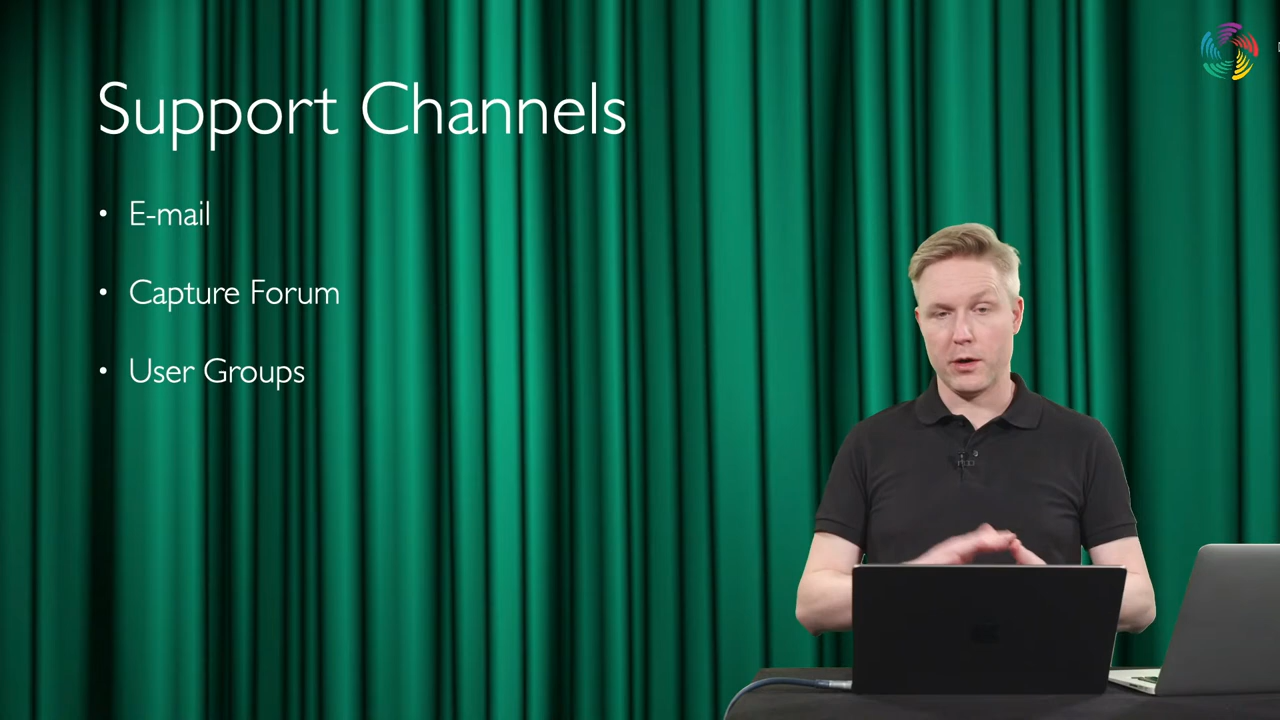 Support Channels
• E-mail
• Capture Forum
• User Groups